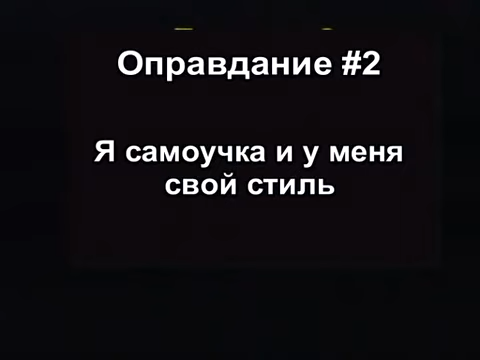 Оправдание #2
Я самоучка и у меня
свой стиль